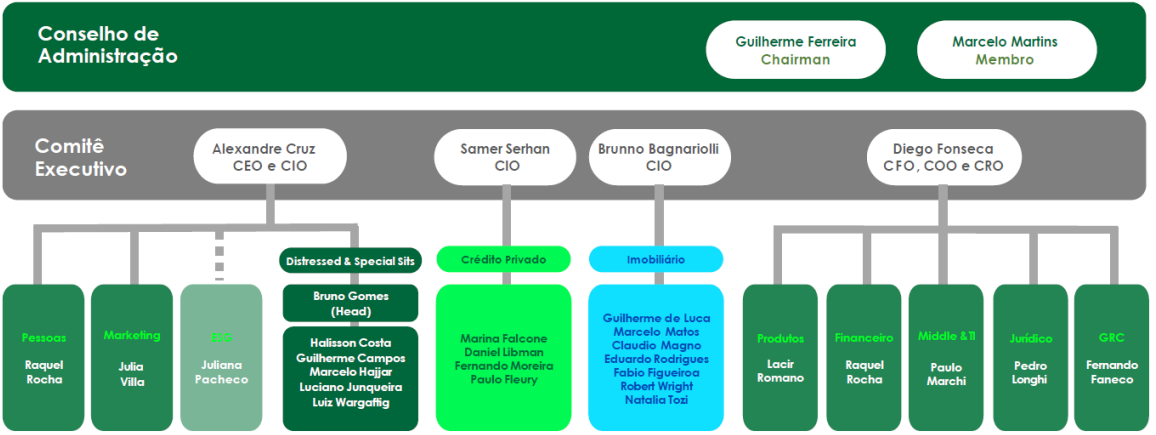 Conselho de
Administração
Guilherme Ferreira
Chairman
Marcelo Martins
Membro
Comitê
Executivo
Alexandre Cruz
CEO e CIO
Samer Serhan
CIO
Brunno Bagnariolli
CIO
Diego Fonseca
CFO, COO e CRO
Distressed & Special Sits
Crédito Privado
Imobiliário
Pessoas
Raquel
Rocha
Marketing
Julia
Villa
ESG
Juliana
Pacheco
Bruno Gomes
(Head)
Halisson Costa
Guilherme Campos
Marcelo Hajjar
Luciano Junqueira
Luiz Wargaftig
Marina Falcone
Daniel Libman
Fernando Moreira
Paulo Fleury
Guilherme de Luca
Marcelo Matos
Claudio Magno
Eduardo Rodrigues
Fabio Figueiroa
Robert Wright
Natalia Tozi
Produtos
Lacir
Romano
Financeiro
Raquel
Rocha
Middle & TI
Paulo
Marchi
Jurídico
Pedro
Longhi
GRC
Fernando
Faneco